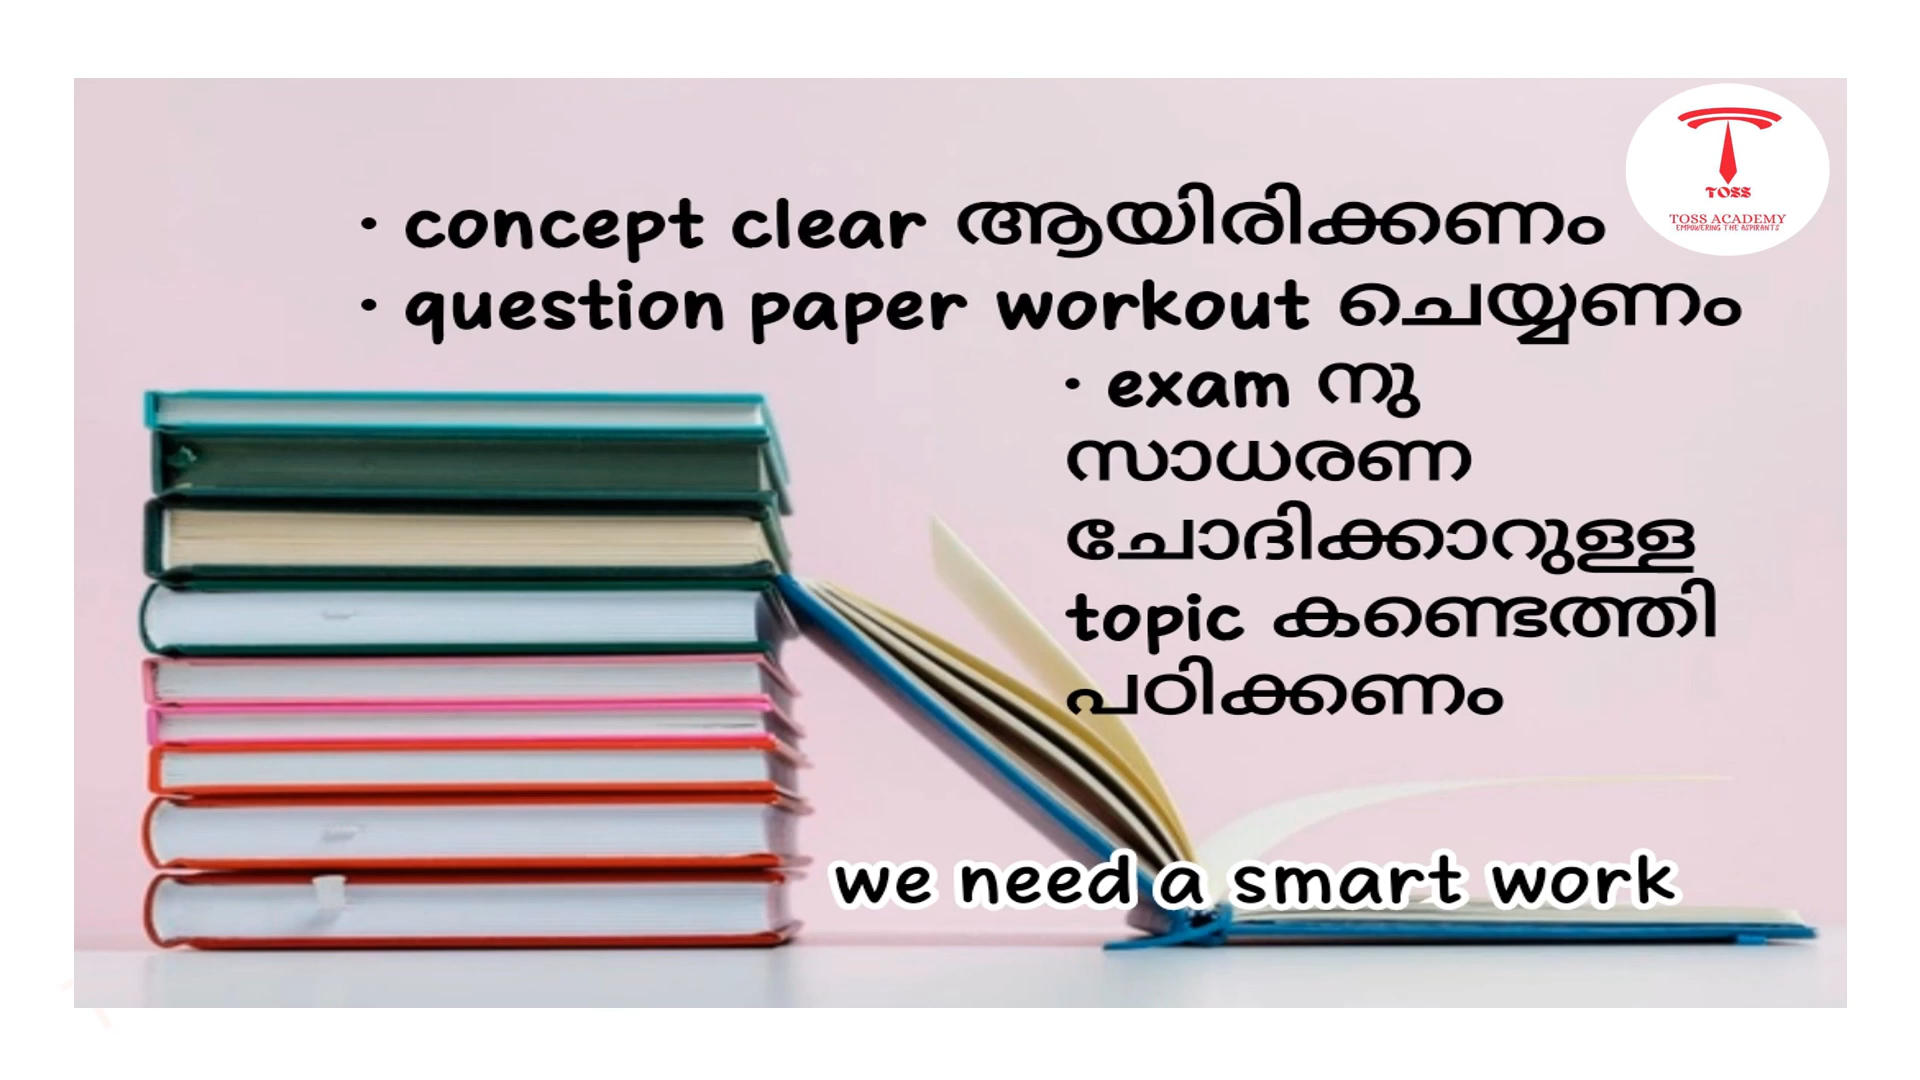 TOSS
TOSS ACADEMY
EMPOWERING THE ASPIRANTS
• concept clear ആയിരിക്കണം
• question paper workout ചെയ്യണം
• exam നു
സാധരണ
ചോദിക്കാറുള്ള
topic കണ്ടെത്തി
പഠിക്കണം
we need a smart work